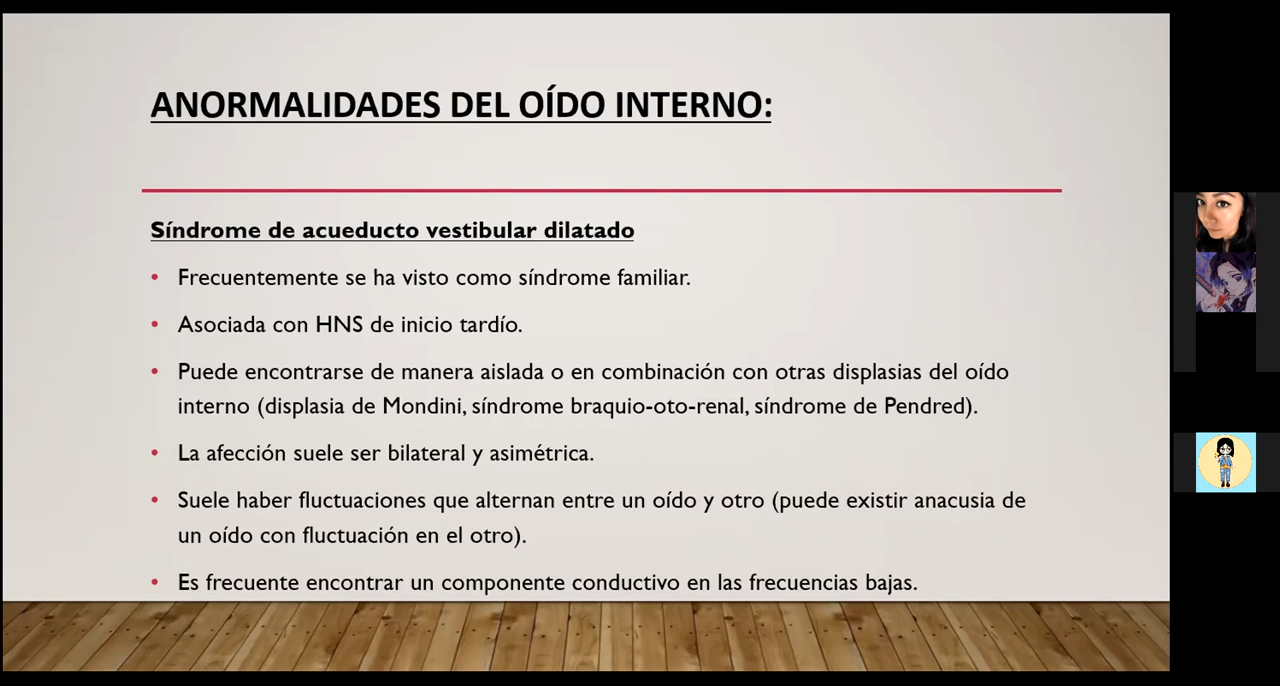 ANORMALIDADES DEL OÍDO INTERNO:
Síndrome de acueducto vestibular dilatado
• Frecuentemente se ha visto como síndrome familiar.
• Asociada con HNS de inicio tardío.
• Puede encontrarse de manera aislada o en combinación con otras displasias del oído
interno (displasia de Mondini, síndrome braquio-oto-renal, síndrome de Pendred).
• La afección suele ser bilateral y asimétrica.
• Suele haber fluctuaciones que alternan entre un oído y otro (puede existir anacusia de
un oído con fluctuación en el otro).
• Es frecuente encontrar un componente conductivo en las frecuencias bajas.